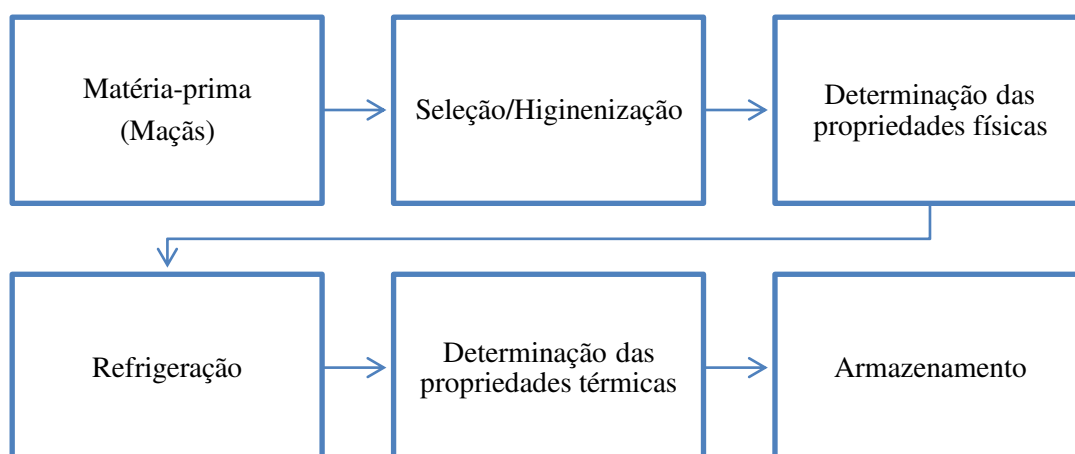 Matéria-prima
(Maçãs)
Seleção/Higinenização
Determinação das
propriedades físicas
Refrigeração
Determinação das
propriedades térmicas
Armazenamento